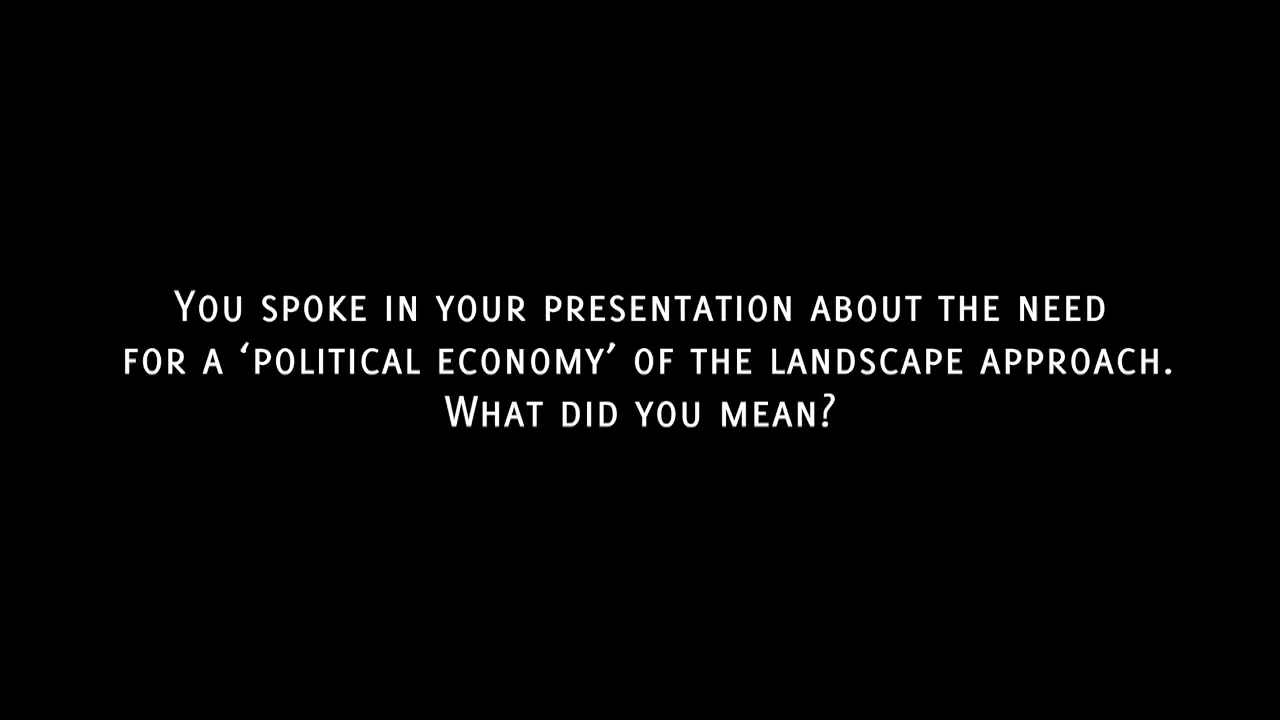 You spoke in your presentation about the need
for a ‘political economy’ of the landscape approach.
What did you mean?